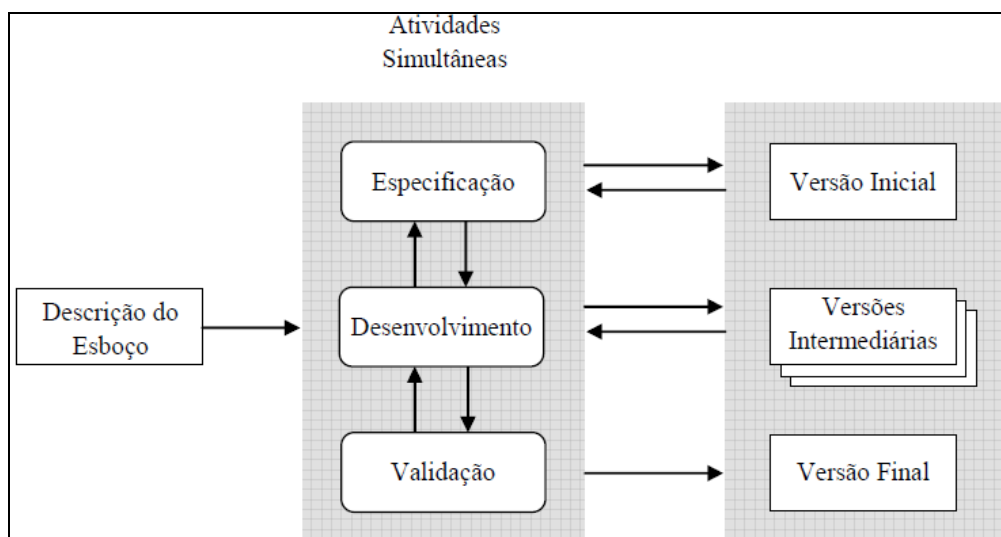 Atividades
Simultâneas
Especificação
Versão Inicial
Descrição do
Esboço
Desenvolvimento
Versões
Intermediárias
Validação
Versão Final